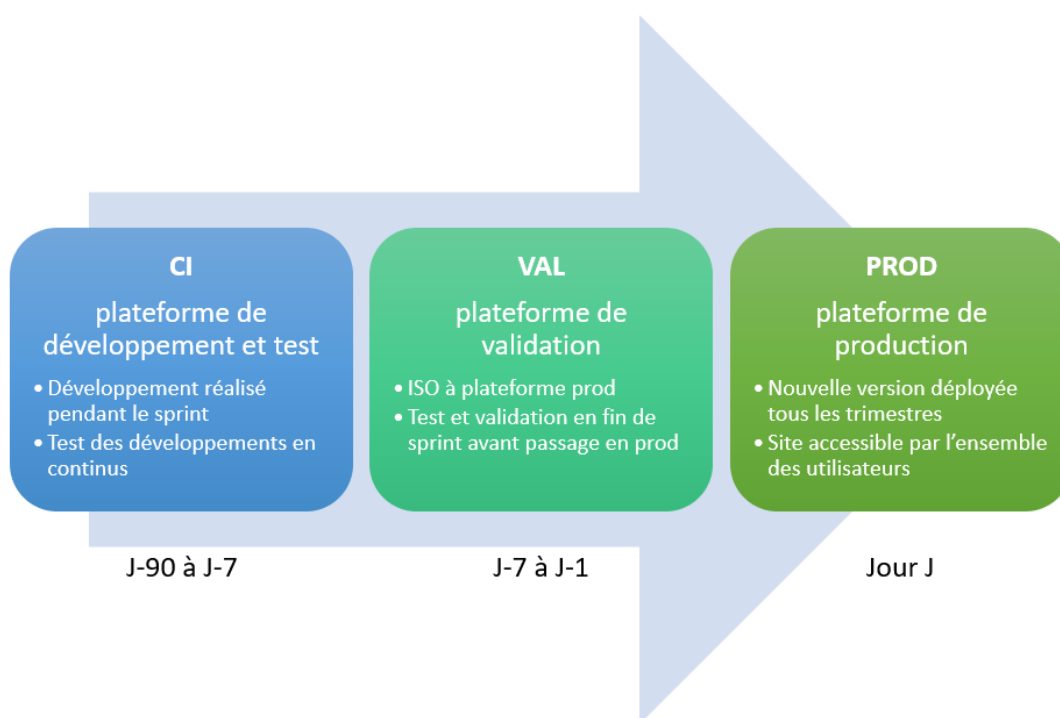 CI
plateforme de
développement et test
• Développement réalisé
pendant le sprint
• Test des développements en
continus
VAL
plateforme de
validation
• ISO à plateforme prod
• Test et validation en fin de
sprint avant passage en prod
PROD
plateforme de
production
• Nouvelle version déployée
tous les trimestres
• Site accessible par l’ensemble
des utilisateurs
J-90 à J-7
J-7 à J-1
Jour J